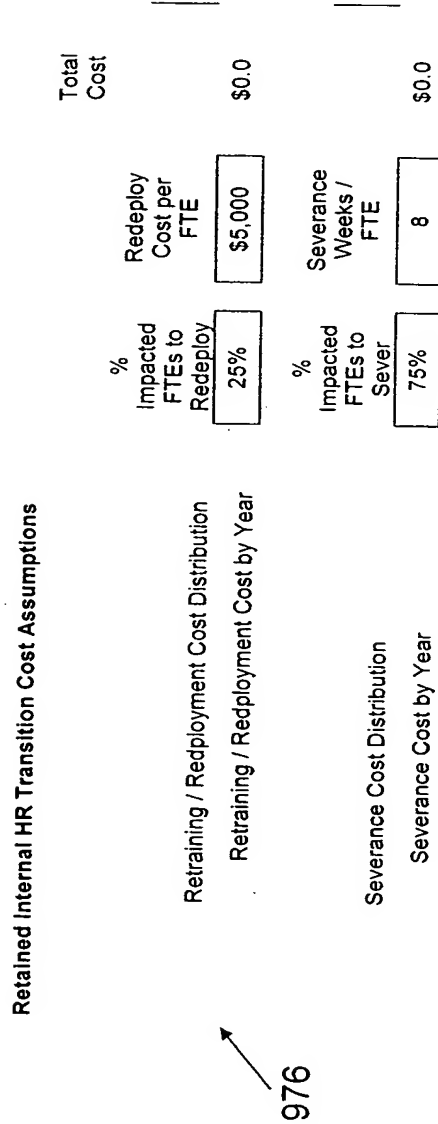 Retained Internal HR Transition Cost Assumptions
Total
Cost
%
Impacted
FTEs to
Redeploy
Redeploy
Cost per
FTE
Retraining / Redployment Cost Distribution
25%
$5,000
$0.0
Retraining / Redployment Cost by Year
%
Impacted
FTEs to
Sever
Severance
Weeks /
FTE
Severance Cost Distribution
75%
8
$0.0
Severance Cost by Year
976